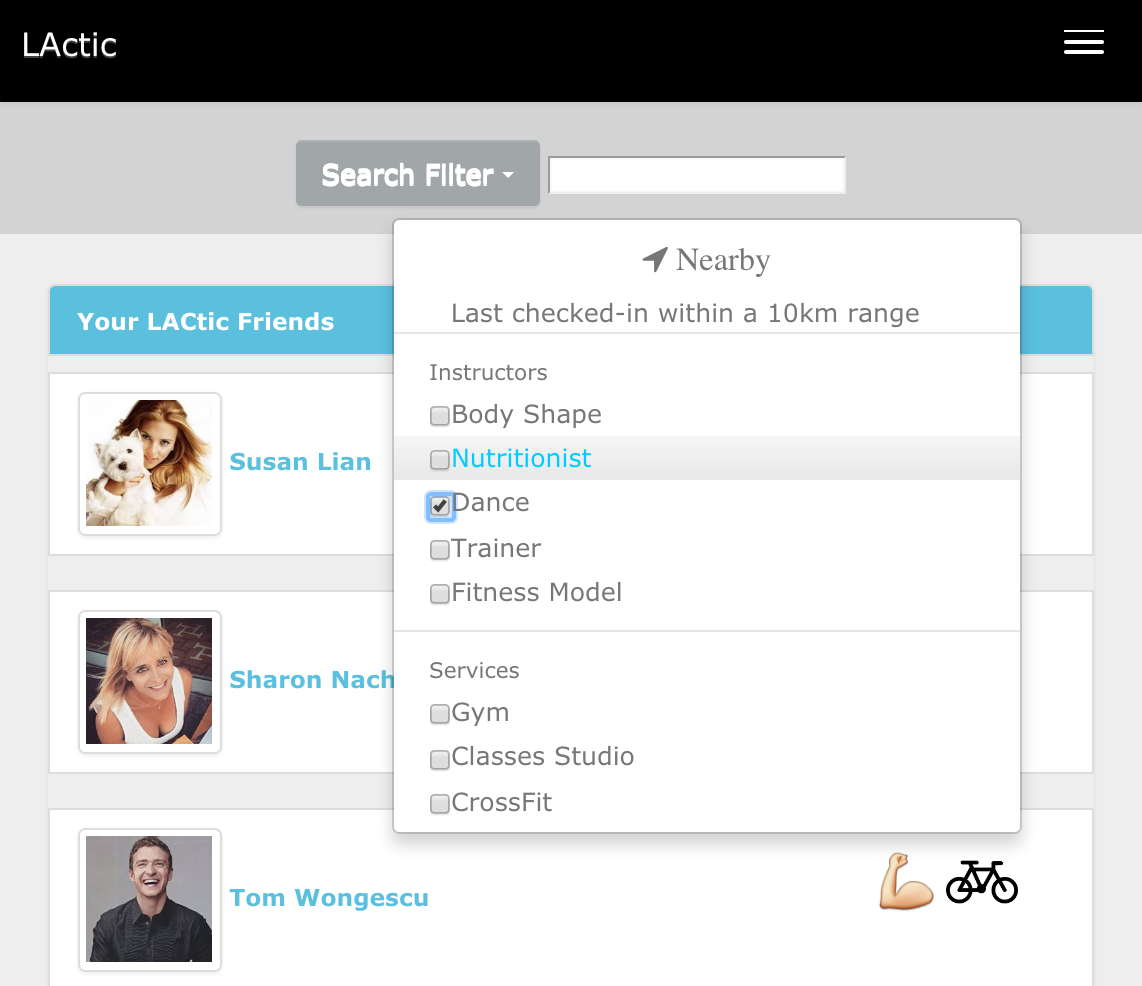 LActic
Search Filter
Nearby
Last checked-in within a 10km range
Your LACtic Friends
Instructors
Body Shape
Nutritionist
Dance
Trainer
Fitness Model
Services
Gym
Classes Studio
CrossFit
Susan Lian
Sharon Nach
Tom Wongescu